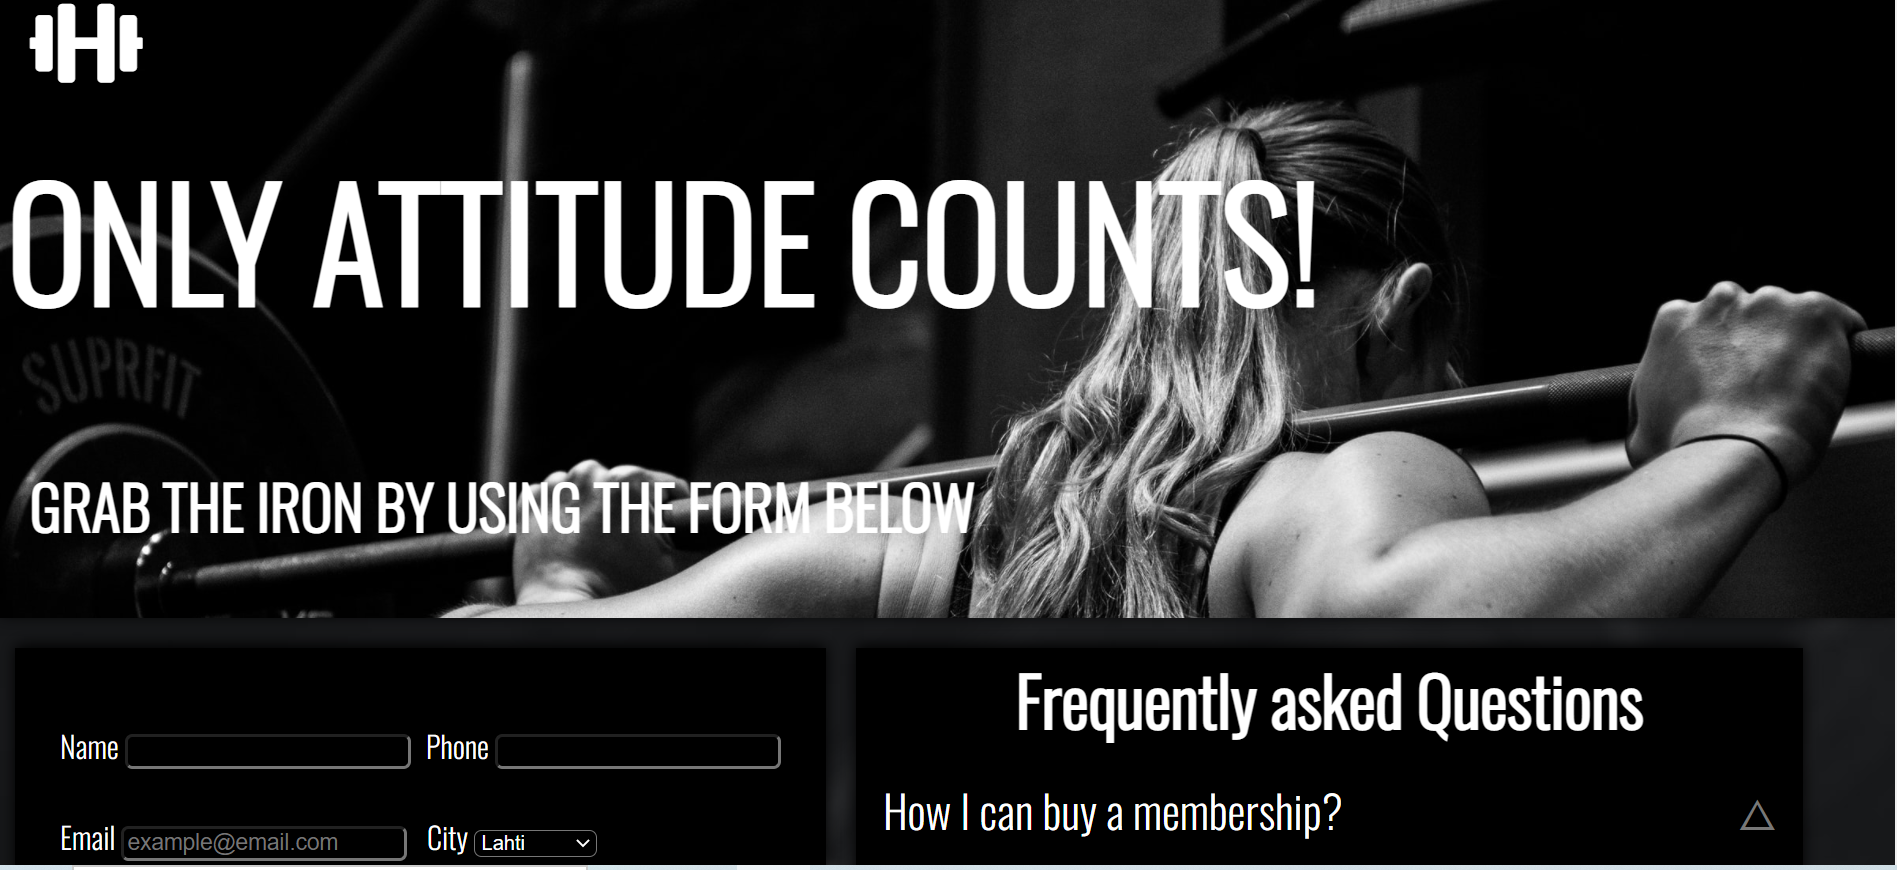 H
ONLY ATTITUDE COUNTS!
SUPRFIT
GRAB THE IRON BY USING THE FORM BELOW
Frequently asked Questions
Name Phone
How I can buy a membership?
Email example@email.com City Lahti